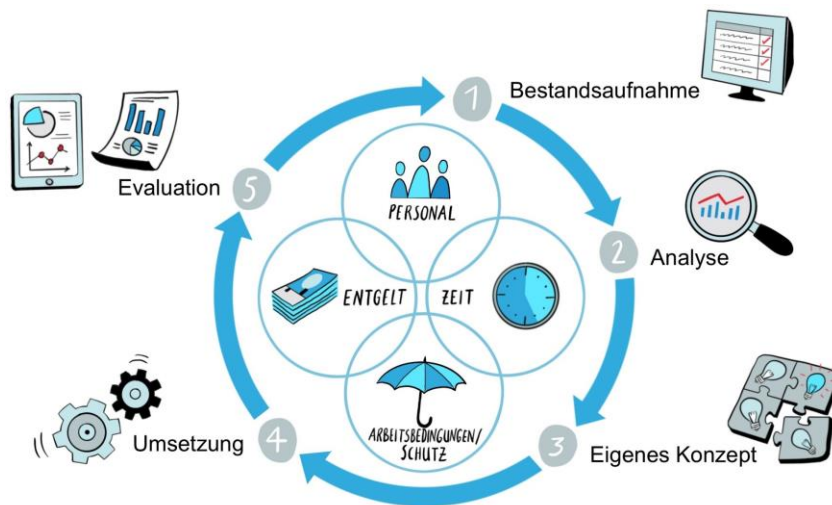 1 Bestandsaufnahme
2 Analyse
3 Eigenes Konzept
4 Umsetzung
5 Evaluation
PERSONAL
ENTGELT
ZEIT
ARBEITSBEDINGUNGEN/
SCHUTZ